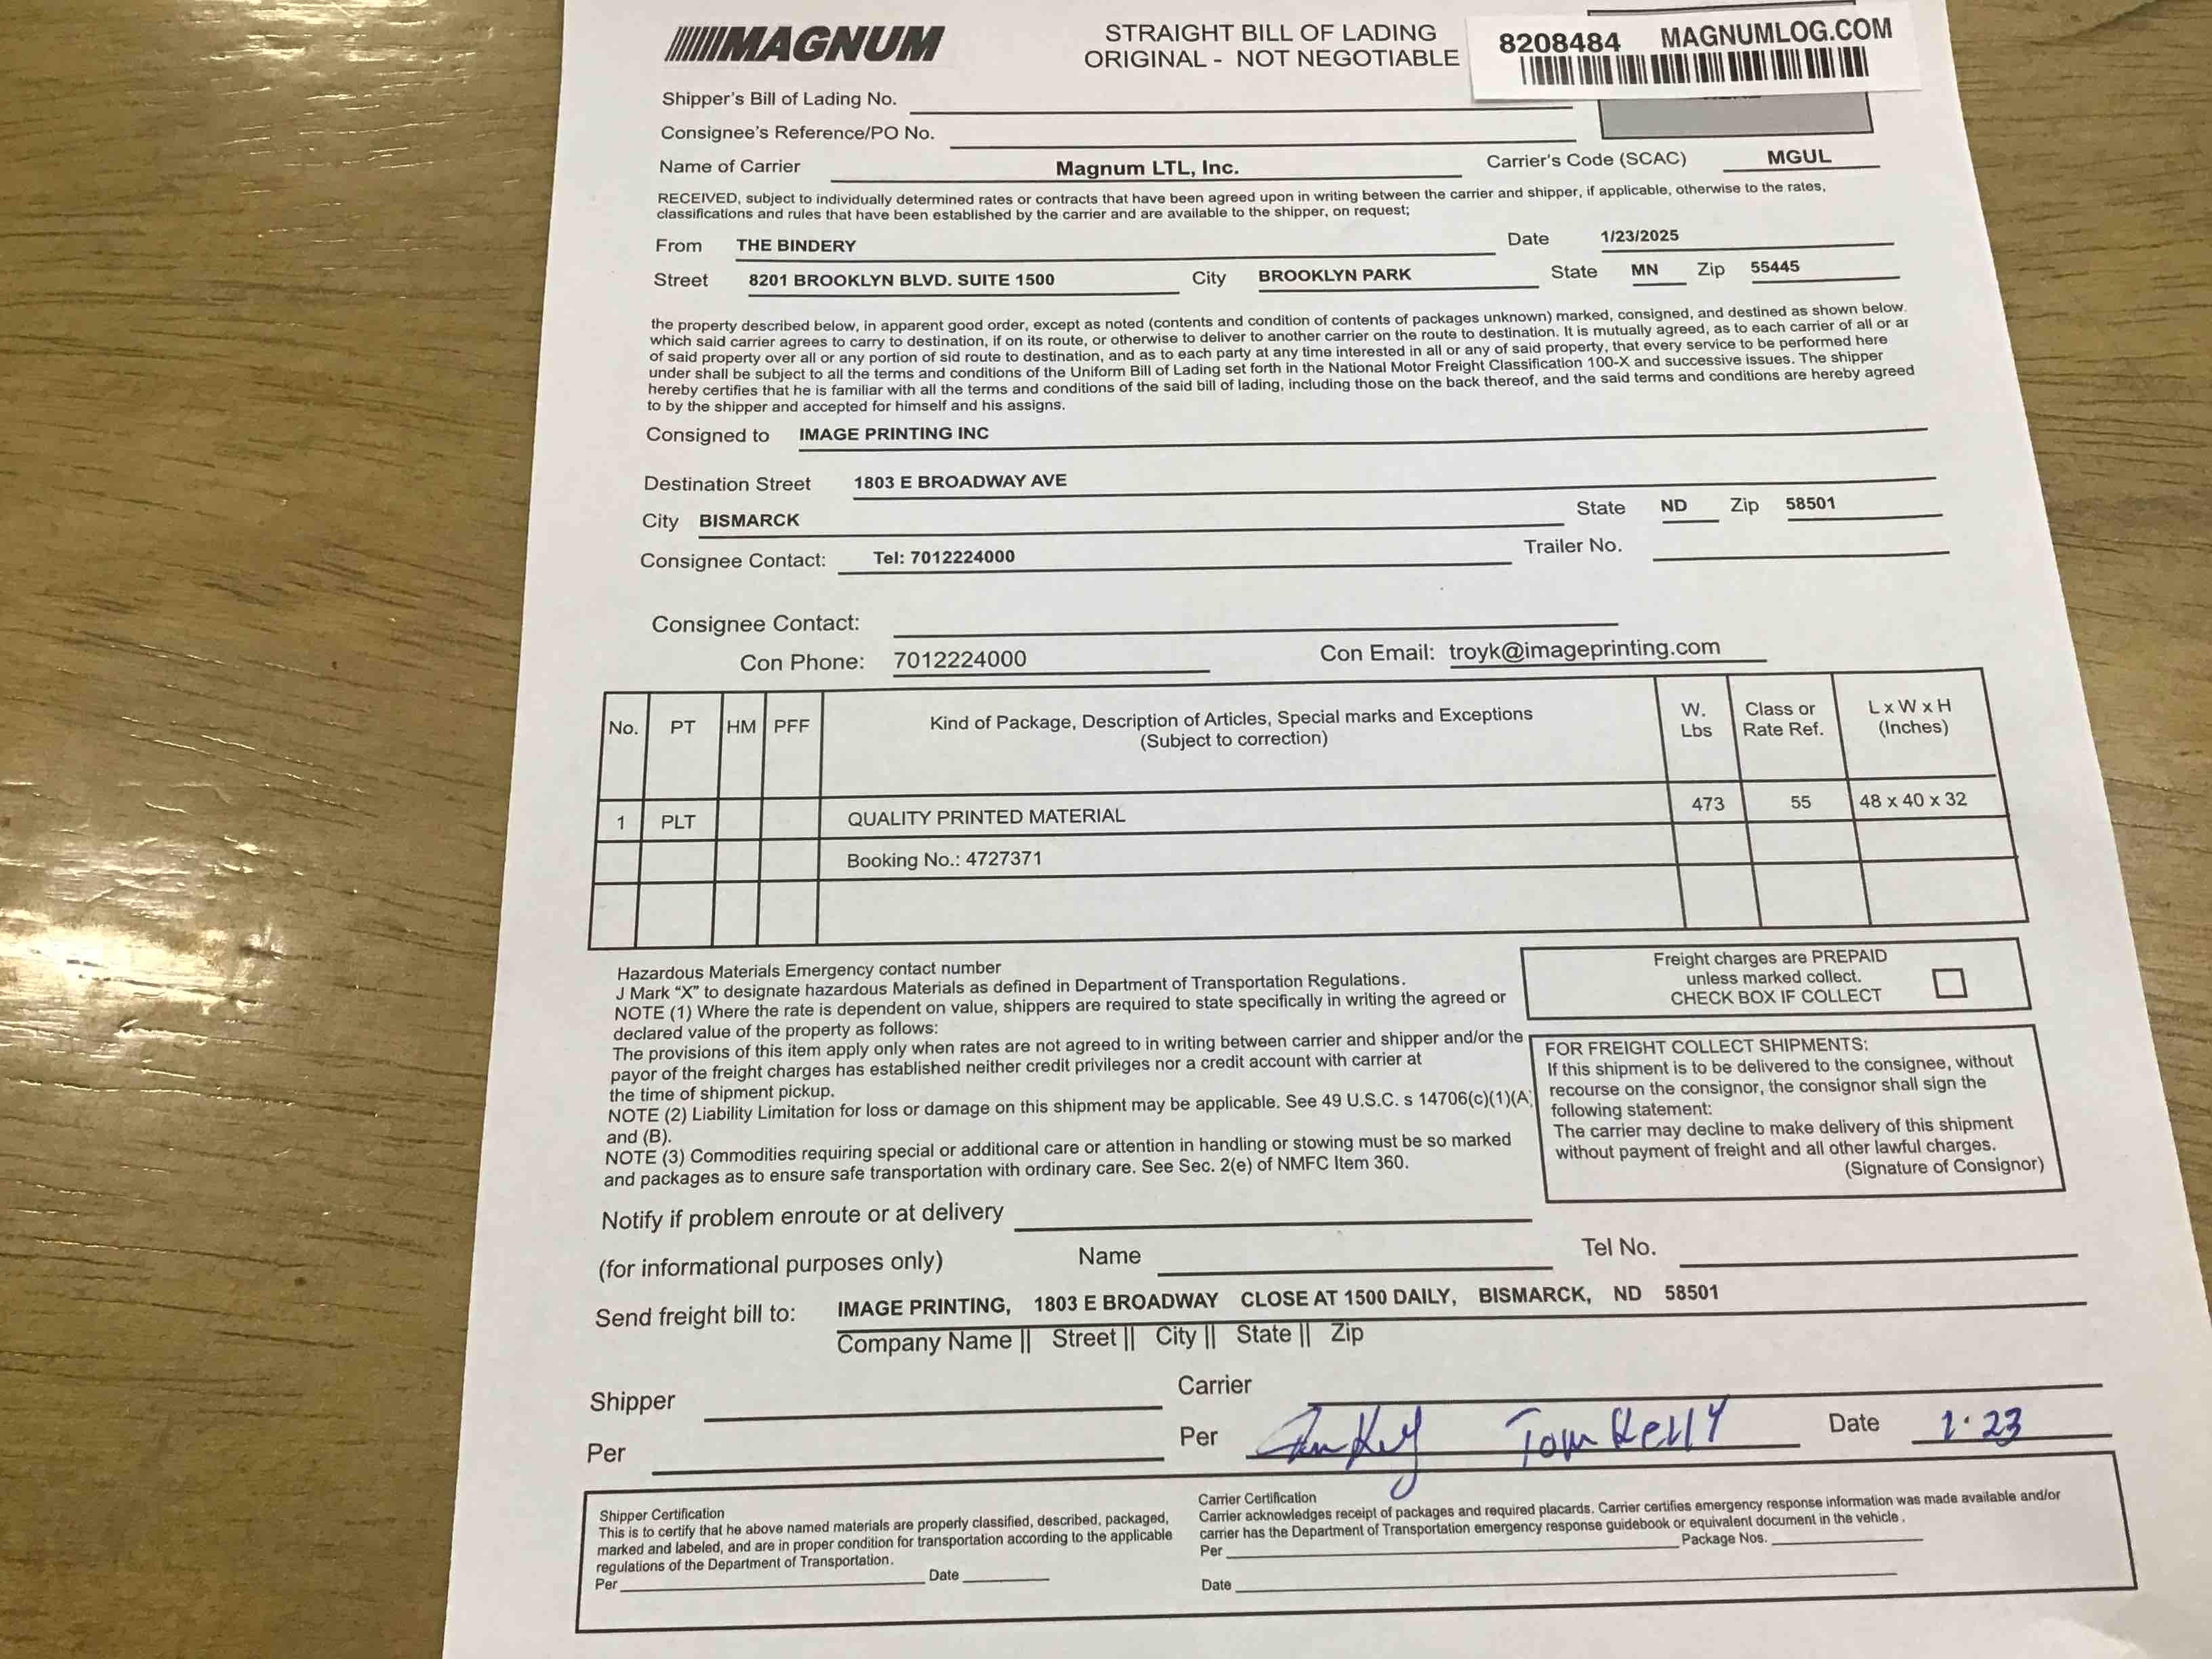 MAGNUM
STRAIGHT BILL OF LADING
ORIGINAL - NOT NEGOTIABLE
8208484 MAGNUMLOG.COM
Shipper's Bill of Lading No.
Consignee's Reference/PO No.
Name of Carrier Magnum LTL, Inc. Carrier's Code (SCAC) MGUL
RECEIVED, subject to individually determined rates or contracts that have been agreed upon in writing between the carrier and shipper, if applicable, otherwise to the rates,
classifications and rules that have been established by the carrier and are available to the shipper, on request;
From THE BINDERY Date 1/23/2025
Street 8201 BROOKLYN BLVD. SUITE 1500 City BROOKLYN PARK State MN Zip 55445
the property described below, in apparent good order, except as noted (contents and condition of contents of packages unknown) marked, consigned, and destined as shown below.
which said carrier agrees to carry to destination, if on its route, or otherwise to deliver to another carrier on the route to destination. It is mutually agreed, as to each carrier of all or ar
of said property over all or any portion of sid route to destination, and as to each party at any time interested in all or any of said property, that every service to be performed here
under shall be subject to all the terms and conditions of the Uniform Bill of Lading set forth in the National Motor Freight Classification 100-X and successive issues. The shipper
hereby certifies that he is familiar with all the terms and conditions of the said bill of lading, including those on the back thereof, and the said terms and conditions are hereby agreed
to by the shipper and accepted for himself and his assigns.
Consigned to IMAGE PRINTING INC
Destination Street 1803 E BROADWAY AVE
City BISMARCK State ND Zip 58501
Consignee Contact: Tel: 7012224000 Trailer No.
Consignee Contact:
Con Phone: 7012224000 Con Email: troyk@imageprinting.com
No. PT HM PFF Kind of Package, Description of Articles, Special marks and Exceptions (Subject to correction) W. Lbs Class or Rate Ref. L x W x H (Inches)
1 PLT QUALITY PRINTED MATERIAL 473 55 48 x 40 x 32
Booking No.: 4727371
Hazardous Materials Emergency contact number
J Mark "X" to designate hazardous Materials as defined in Department of Transportation Regulations.
NOTE (1) Where the rate is dependent on value, shippers are required to state specifically in writing the agreed or
declared value of the property as follows:
The provisions of this item apply only when rates are not agreed to in writing between carrier and shipper and/or the
payor of the freight charges has established neither credit privileges nor a credit account with carrier at
the time of shipment pickup.
NOTE (2) Liability Limitation for loss or damage on this shipment may be applicable. See 49 U.S.C. s 14706(c)(1)(A)
and (B).
NOTE (3) Commodities requiring special or additional care or attention in handling or stowing must be so marked
and packages as to ensure safe transportation with ordinary care. See Sec. 2(e) of NMFC Item 360.
Freight charges are PREPAID
unless marked collect.
CHECK BOX IF COLLECT
FOR FREIGHT COLLECT SHIPMENTS:
If this shipment is to be delivered to the consignee, without
recourse on the consignor, the consignor shall sign the
following statement:
The carrier may decline to make delivery of this shipment
without payment of freight and all other lawful charges.
(Signature of Consignor)
Notify if problem enroute or at delivery
(for informational purposes only) Name Tel No.
Send freight bill to: IMAGE PRINTING, 1803 E BROADWAY CLOSE AT 1500 DAILY, BISMARCK, ND 58501
Company Name || Street || City || State || Zip
Shipper Carrier
Per Per Tom Kelly Date 1·23
Shipper Certification
This is to certify that he above named materials are properly classified, described, packaged,
marked and labeled, and are in proper condition for transportation according to the applicable
regulations of the Department of Transportation.
Per Date
Carrier Certification
Carrier acknowledges receipt of packages and required placards. Carrier certifies emergency response information was made available and/or
carrier has the Department of Transportation emergency response guidebook or equivalent document in the vehicle.
Per Package Nos.
Date